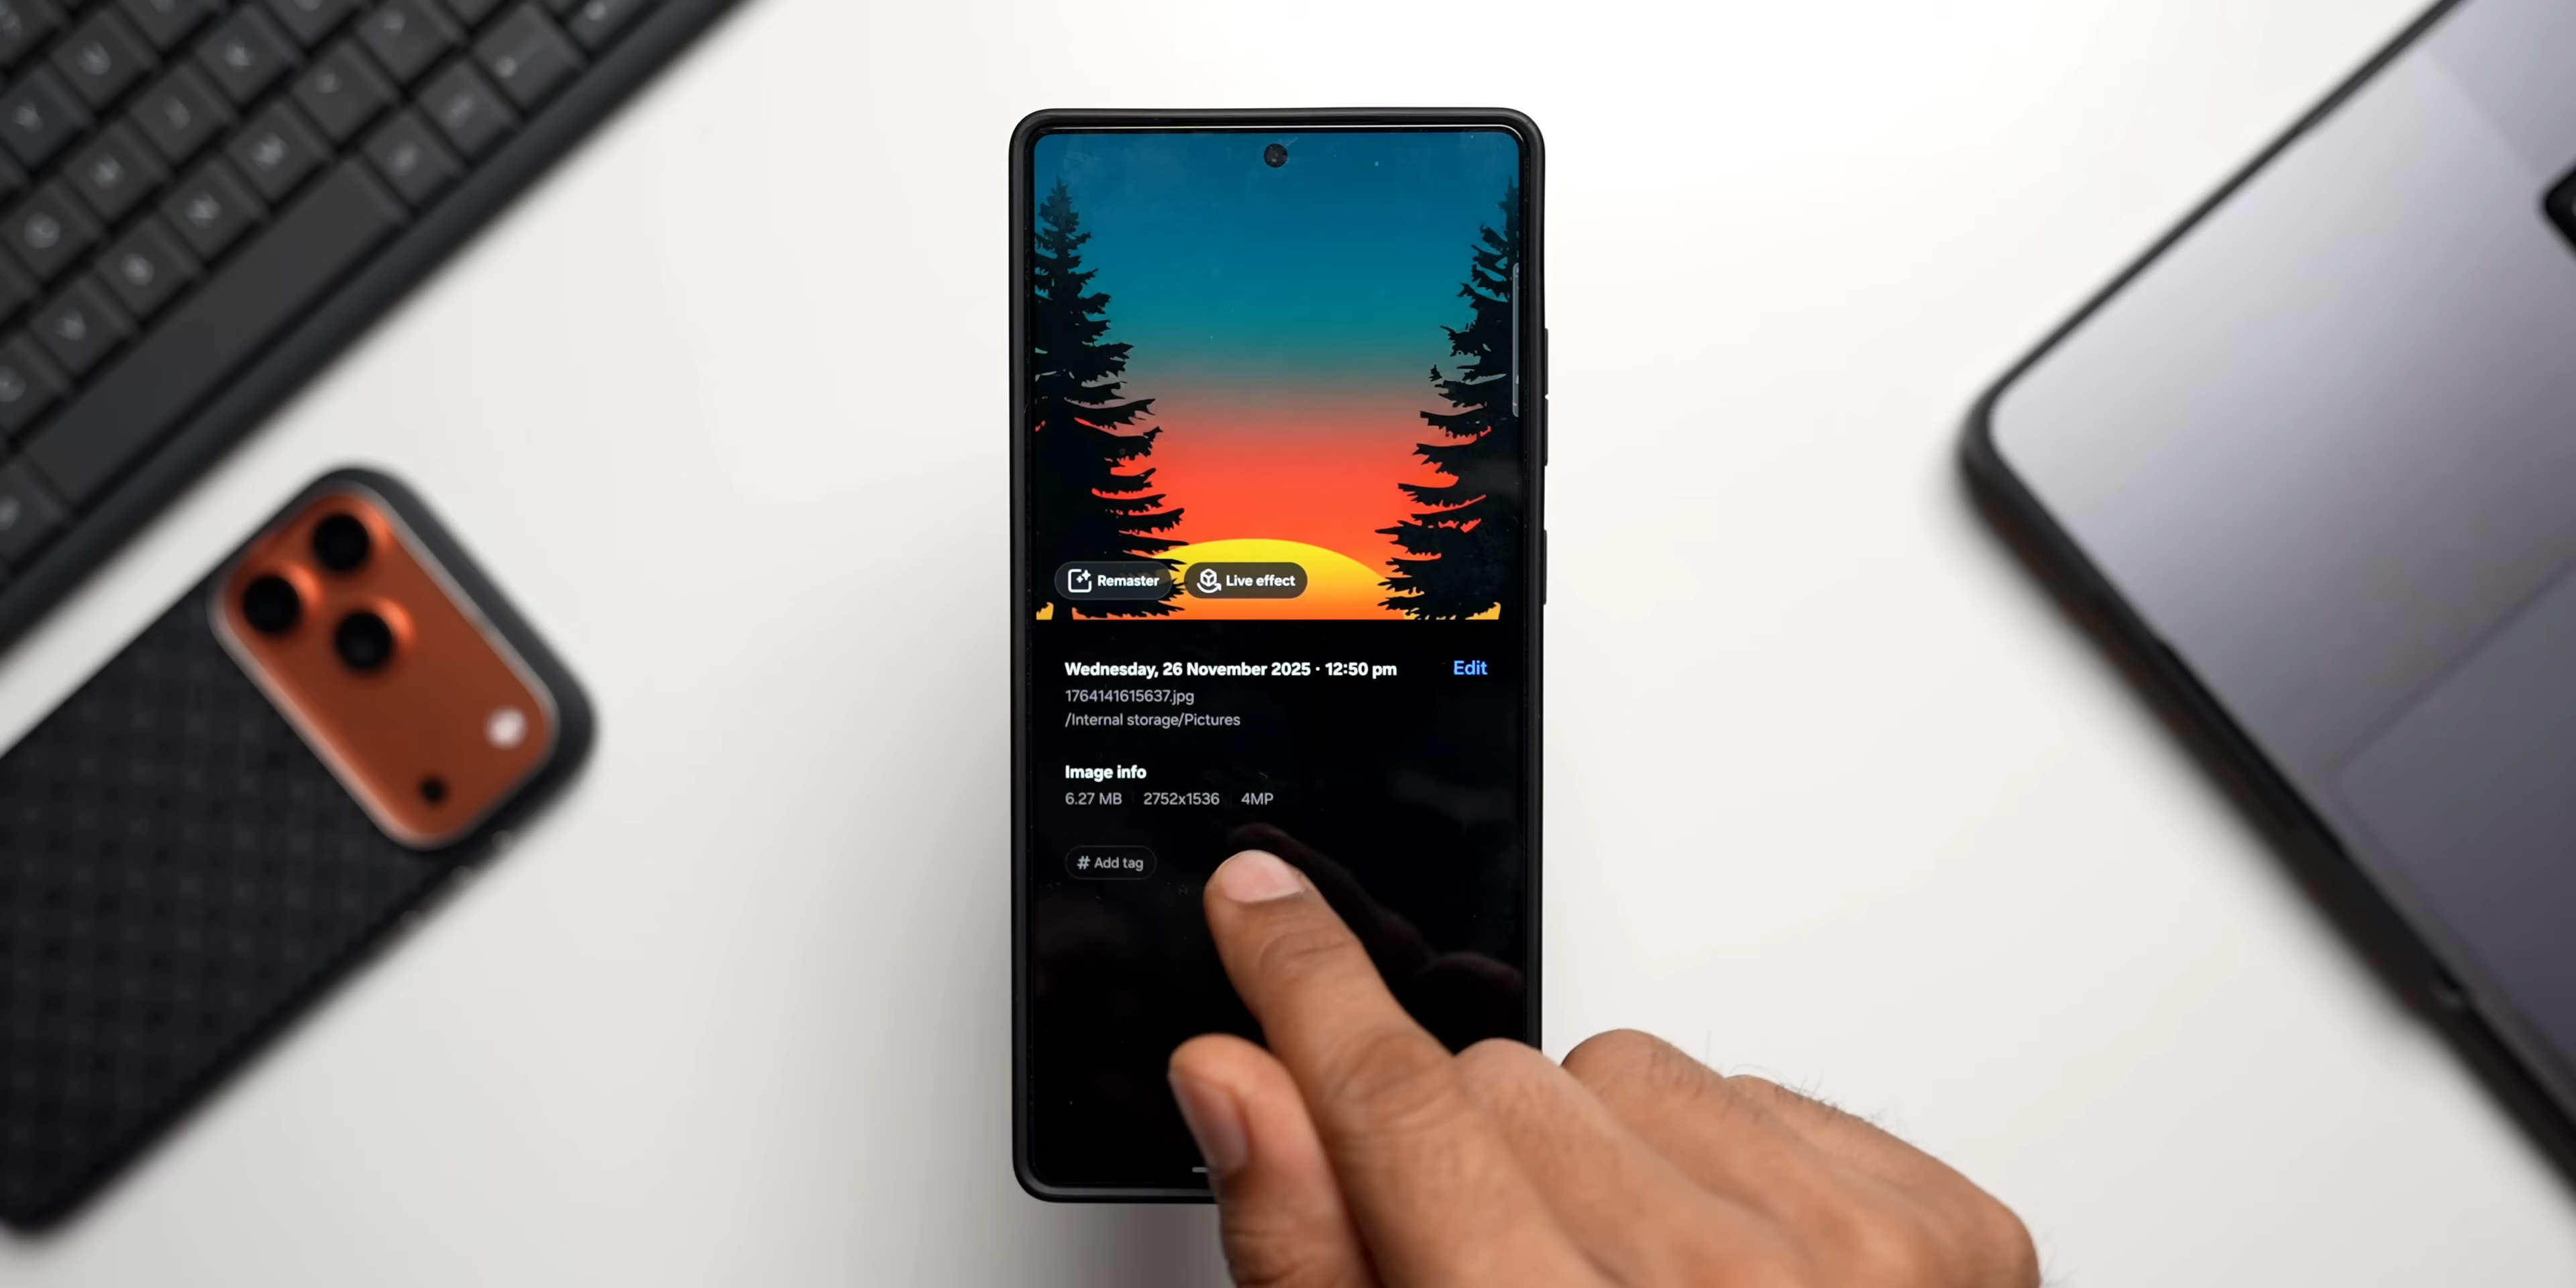 Remaster Live effect
Wednesday, 26 November 2025 · 12:50 pm Edit
1764141615637.jpg
/Internal storage/Pictures
Image info
6.27 MB 2752x1536 4MP
# Add tag